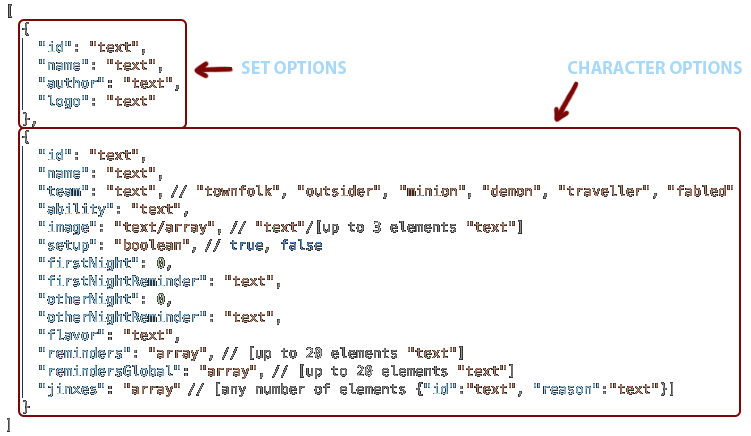 [
{
"id": "text",
"name": "text",
"author": "text",
"logo": "text"
},
SET OPTIONS
CHARACTER OPTIONS
{
"id": "text",
"name": "text",
"team": "text", // "townfolk", "outsider", "minion", "demon", "traveller", "fabled"
"ability": "text",
"image": "text/array", // "text"/[up to 3 elements "text"]
"setup": "boolean", // true, false
"firstNight": 0,
"firstNightReminder": "text",
"otherNight": 0,
"otherNightReminder": "text",
"flavor": "text",
"reminders": "array", // [up to 20 elements "text"]
"remindersGlobal": "array", // [up to 20 elements "text"]
"jinxes": "array" // [any number of elements {"id":"text", "reason":"text"}]
}
]